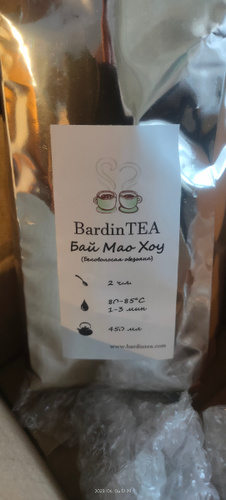 BardinTEA
Бай Мао Хоу
(Беловолосая обезьяна)
2 ч.л.
80-85°C
1-3 мин
450 мл
www.bardintea.com